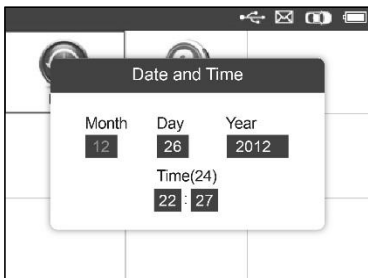 Date and Time
Month Day Year
12 26 2012
Time(24)
22 : 27